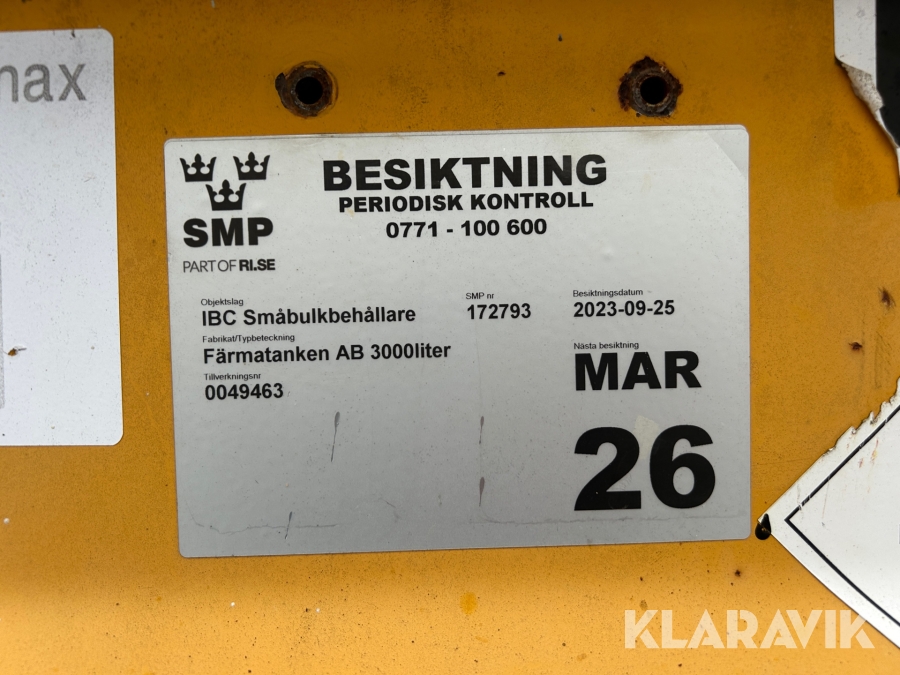 max
SMP
PART OF RI.SE
BESIKTNING
PERIODISK KONTROLL
0771 - 100 600
Objektslag
IBC Småbulkbehållare
SMP nr
172793
Besiktningsdatum
2023-09-25
Fabrikat/Typbeteckning
Färmatanken AB 3000liter
Tillverkningsnr
0049463
Nästa besiktning
MAR
26
KLARAVIK